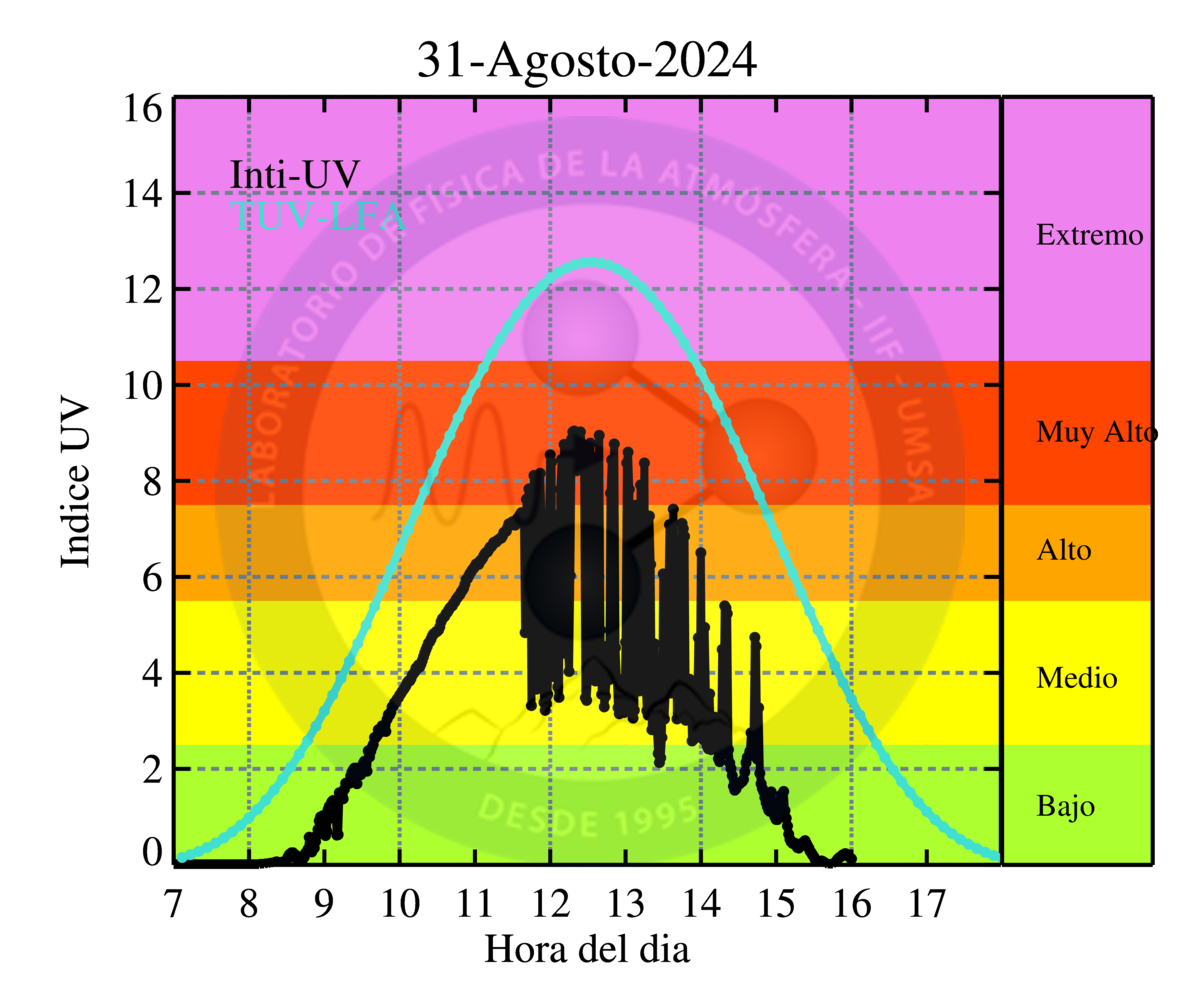 31-Agosto-2024
Indice UV
16
14
12
10
8
6
4
2
0
Inti-UV
TUV-LFA
LABORATORIO DE FÍSICA DE LA ATMÓSFERA - IIF - UMSA
DESDE 1995
Extremo
Muy Alto
Alto
Medio
Bajo
7 8 9 10 11 12 13 14 15 16 17
Hora del dia